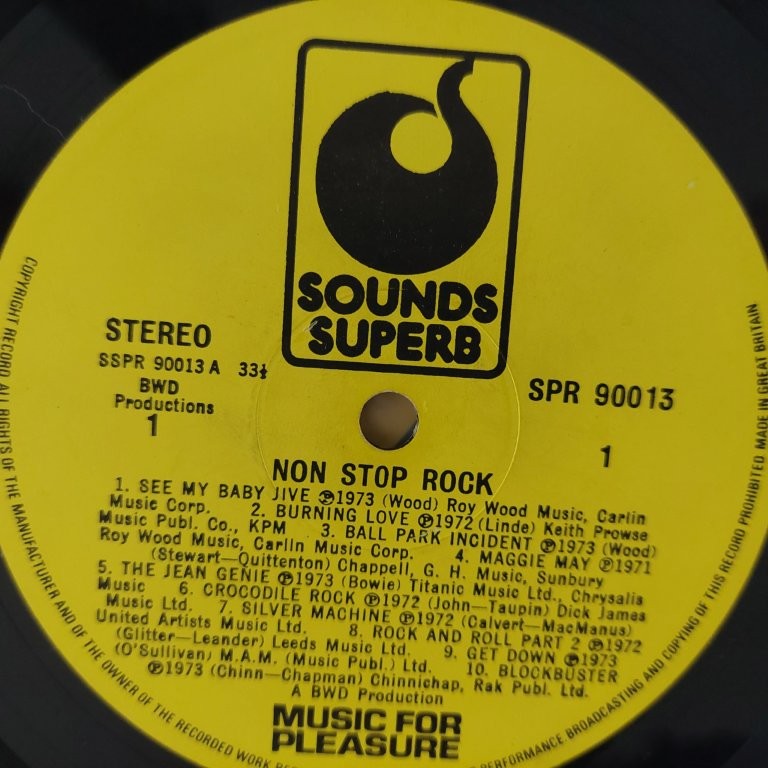 SOUNDS
SUPERB
STEREO
SSPR 90013 A 33⅓
BWD
Productions
1
SPR 90013
1
NON STOP ROCK
1. SEE MY BABY JIVE ℗1973 (Wood) Roy Wood Music, Carlin
Music Corp. 2. BURNING LOVE ℗1972 (Linde) Keith Prowse
Music Publ. Co., KPM 3. BALL PARK INCIDENT ℗1973 (Wood)
Roy Wood Music, Carlin Music Corp. 4. MAGGIE MAY ℗1971
(Stewart—Quittenton) Chappell, G. H. Music, Sunbury
5. THE JEAN GENIE ℗1973 (Bowie) Titanic Music Ltd., Chrysalis
Music 6. CROCODILE ROCK ℗1972 (John—Taupin) Dick James
Music Ltd. 7. SILVER MACHINE ℗1972 (Calvert—MacManus)
United Artists Music Ltd. 8. ROCK AND ROLL PART 2 ℗1972
(Glitter—Leander) Leeds Music Ltd. 9. GET DOWN ℗1973
(O'Sullivan) M.A.M. (Music Publ.) Ltd. 10. BLOCKBUSTER
℗1973 (Chinn—Chapman) Chinnichap, Rak Publ. Ltd.
A BWD Production
MUSIC FOR
PLEASURE
COPYRIGHT RECORD ALL RIGHTS OF THE MANUFACTURER AND OF THE OWNER OF THE RECORDED WORK PERFORMANCE BROADCASTING AND COPYING OF THIS RECORD PROHIBITED MADE IN GREAT BRITAIN